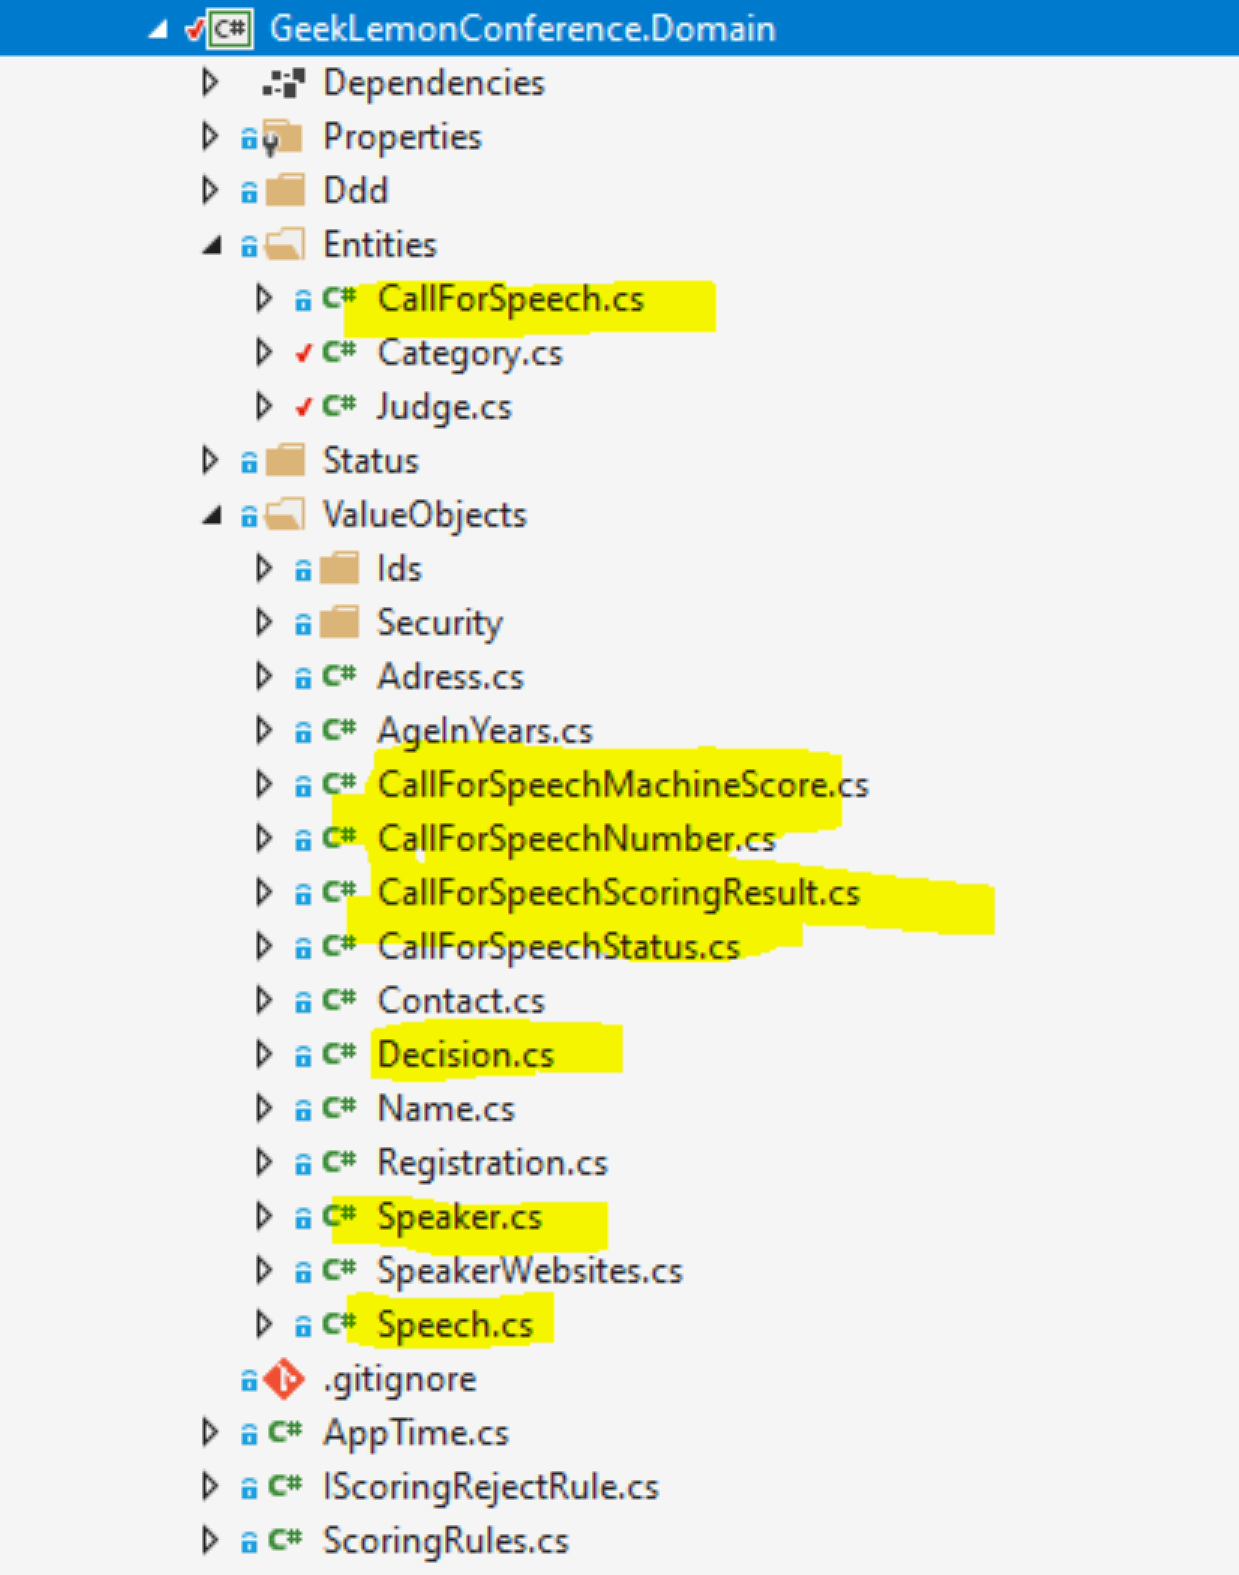 C# GeekLemonConference.Domain
Dependencies
Properties
Ddd
Entities
C# CallForSpeech.cs
C# Category.cs
C# Judge.cs
Status
ValueObjects
Ids
Security
C# Adress.cs
C# AgeInYears.cs
C# CallForSpeechMachineScore.cs
C# CallForSpeechNumber.cs
C# CallForSpeechScoringResult.cs
C# CallForSpeechStatus.cs
C# Contact.cs
C# Decision.cs
C# Name.cs
C# Registration.cs
C# Speaker.cs
C# SpeakerWebsites.cs
C# Speech.cs
.gitignore
C# AppTime.cs
C# IScoringRejectRule.cs
C# ScoringRules.cs